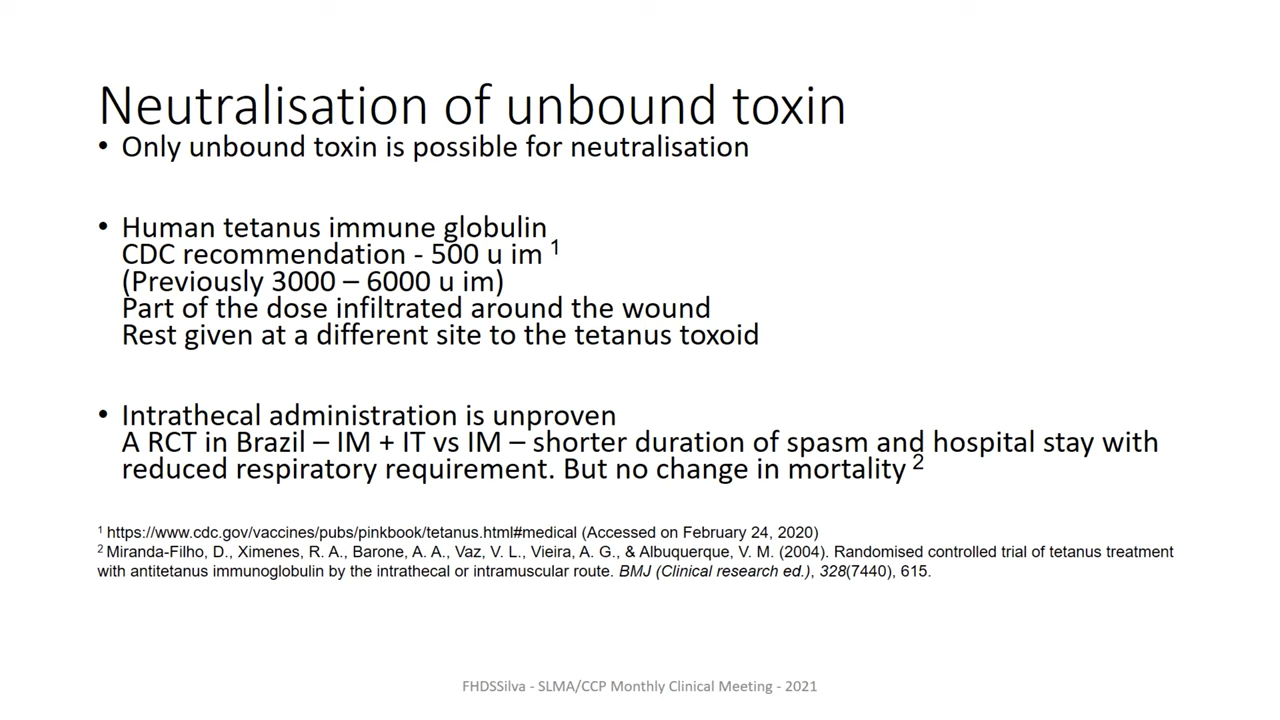 Neutralisation of unbound toxin
• Only unbound toxin is possible for neutralisation
• Human tetanus immune globulin
CDC recommendation - 500 u im 1
(Previously 3000 – 6000 u im)
Part of the dose infiltrated around the wound
Rest given at a different site to the tetanus toxoid
• Intrathecal administration is unproven
A RCT in Brazil – IM + IT vs IM – shorter duration of spasm and hospital stay with
reduced respiratory requirement. But no change in mortality 2
1 https://www.cdc.gov/vaccines/pubs/pinkbook/tetanus.html#medical (Accessed on February 24, 2020)
2 Miranda-Filho, D., Ximenes, R. A., Barone, A. A., Vaz, V. L., Vieira, A. G., & Albuquerque, V. M. (2004). Randomised controlled trial of tetanus treatment
with antitetanus immunoglobulin by the intrathecal or intramuscular route. BMJ (Clinical research ed.), 328(7440), 615.
FHDSSilva - SLMA/CCP Monthly Clinical Meeting - 2021